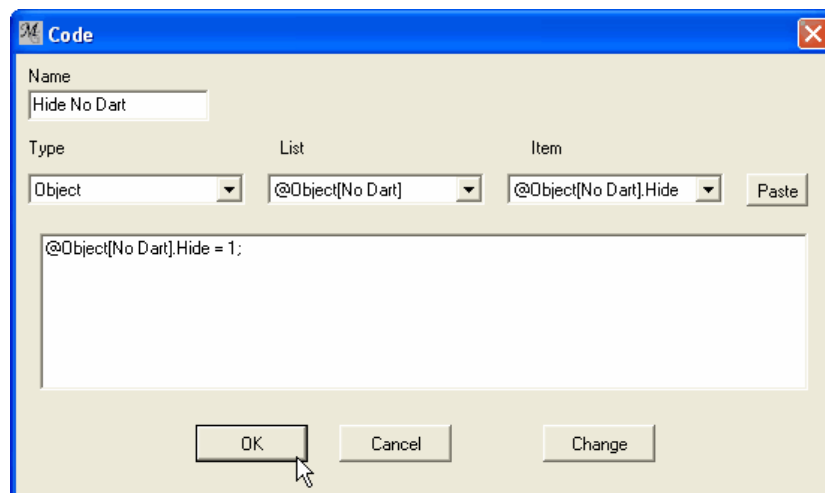 Code
Name
Hide No Dart
Type List Item
Object @Object[No Dart] @Object[No Dart].Hide Paste
@Object[No Dart].Hide = 1;
OK Cancel Change